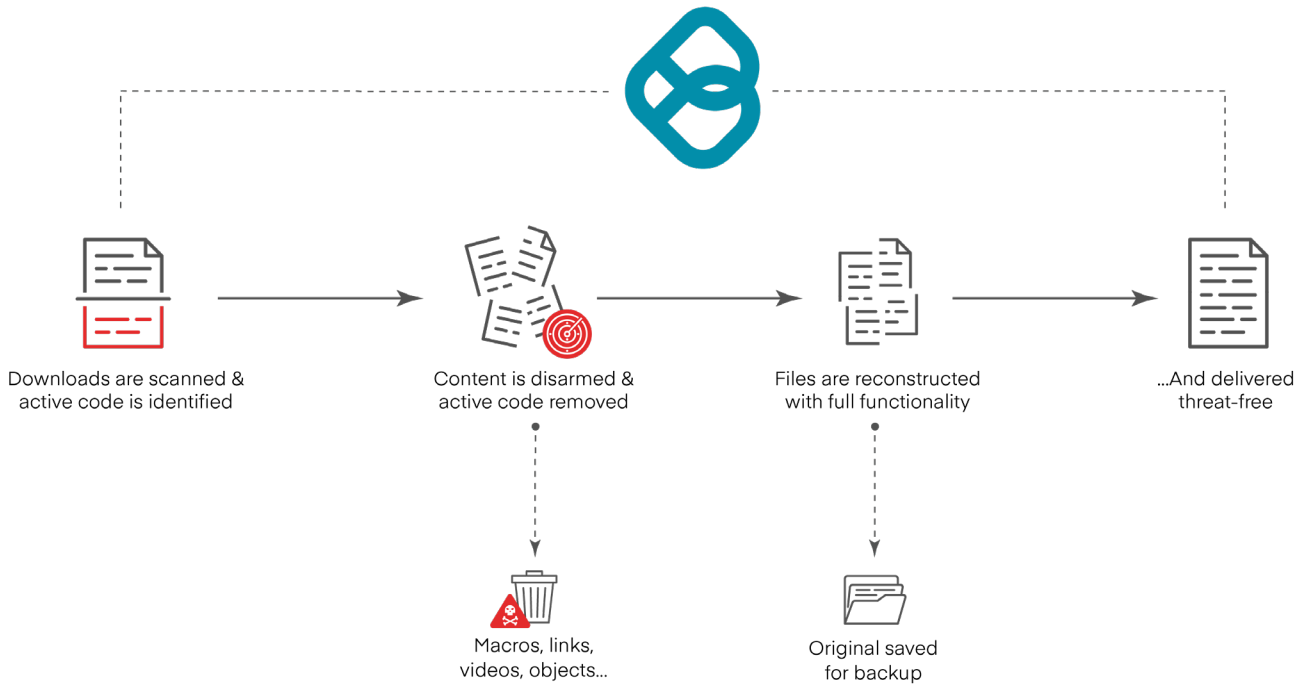 Downloads are scanned &
active code is identified
Content is disarmed &
active code removed
Files are reconstructed
with full functionality
...And delivered
threat-free
Macros, links,
videos, objects...
Original saved
for backup